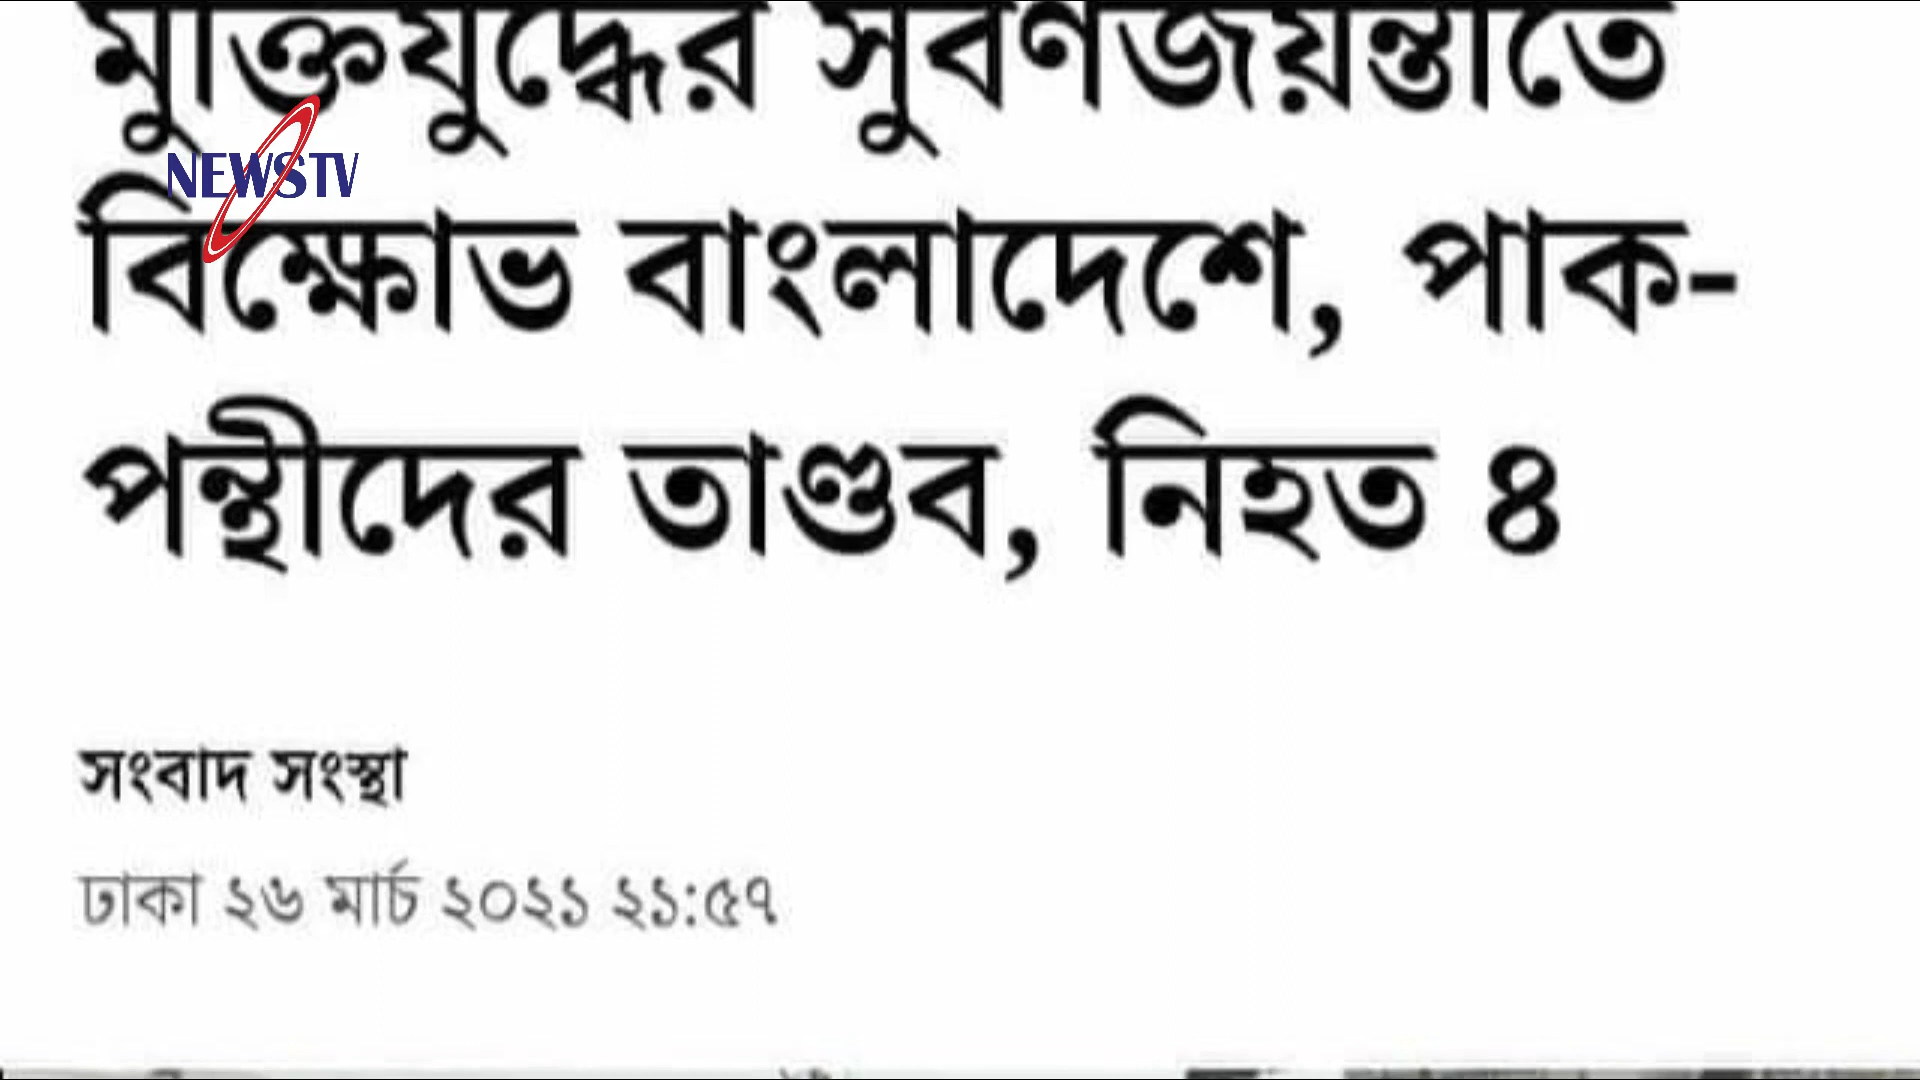 মুক্তিযুদ্ধের সুবর্ণজয়ন্তীতে
NEWSTV
বিক্ষোভ বাংলাদেশে, পাক-
পন্থীদের তাণ্ডব, নিহত ৪
সংবাদ সংস্থা
ঢাকা ২৬ মার্চ ২০২১ ২১:৫৭